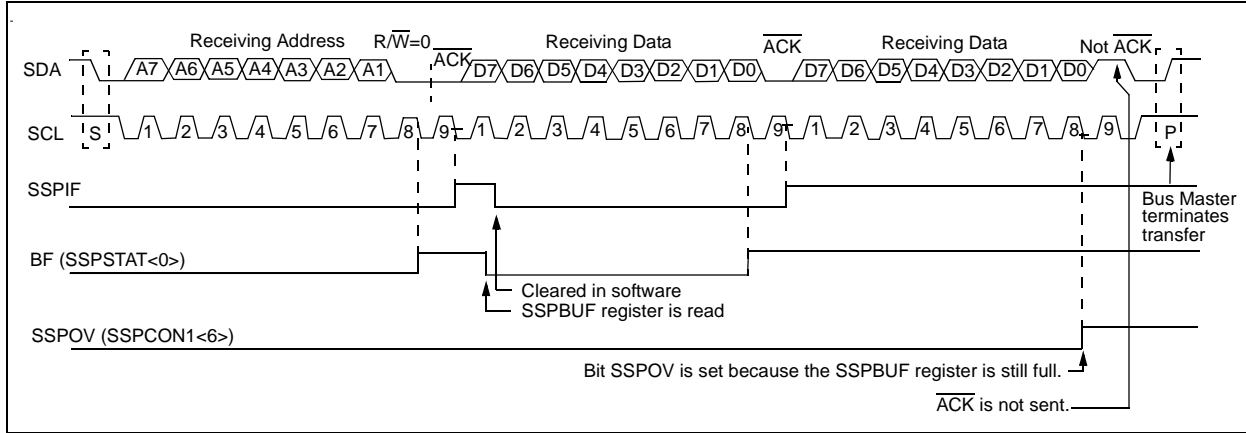 Receiving Address R/W=0 ACK Receiving Data ACK Receiving Data Not ACK
SDA A7 A6 A5 A4 A3 A2 A1 D7 D6 D5 D4 D3 D2 D1 D0 D7 D6 D5 D4 D3 D2 D1 D0
SCL S 1 2 3 4 5 6 7 8 9 1 2 3 4 5 6 7 8 9 1 2 3 4 5 6 7 8 9 P
SSPIF
Bus Master
terminates
transfer
BF (SSPSTAT<0>)
Cleared in software
SSPBUF register is read
SSPOV (SSPCON1<6>)
Bit SSPOV is set because the SSPBUF register is still full.
ACK is not sent.